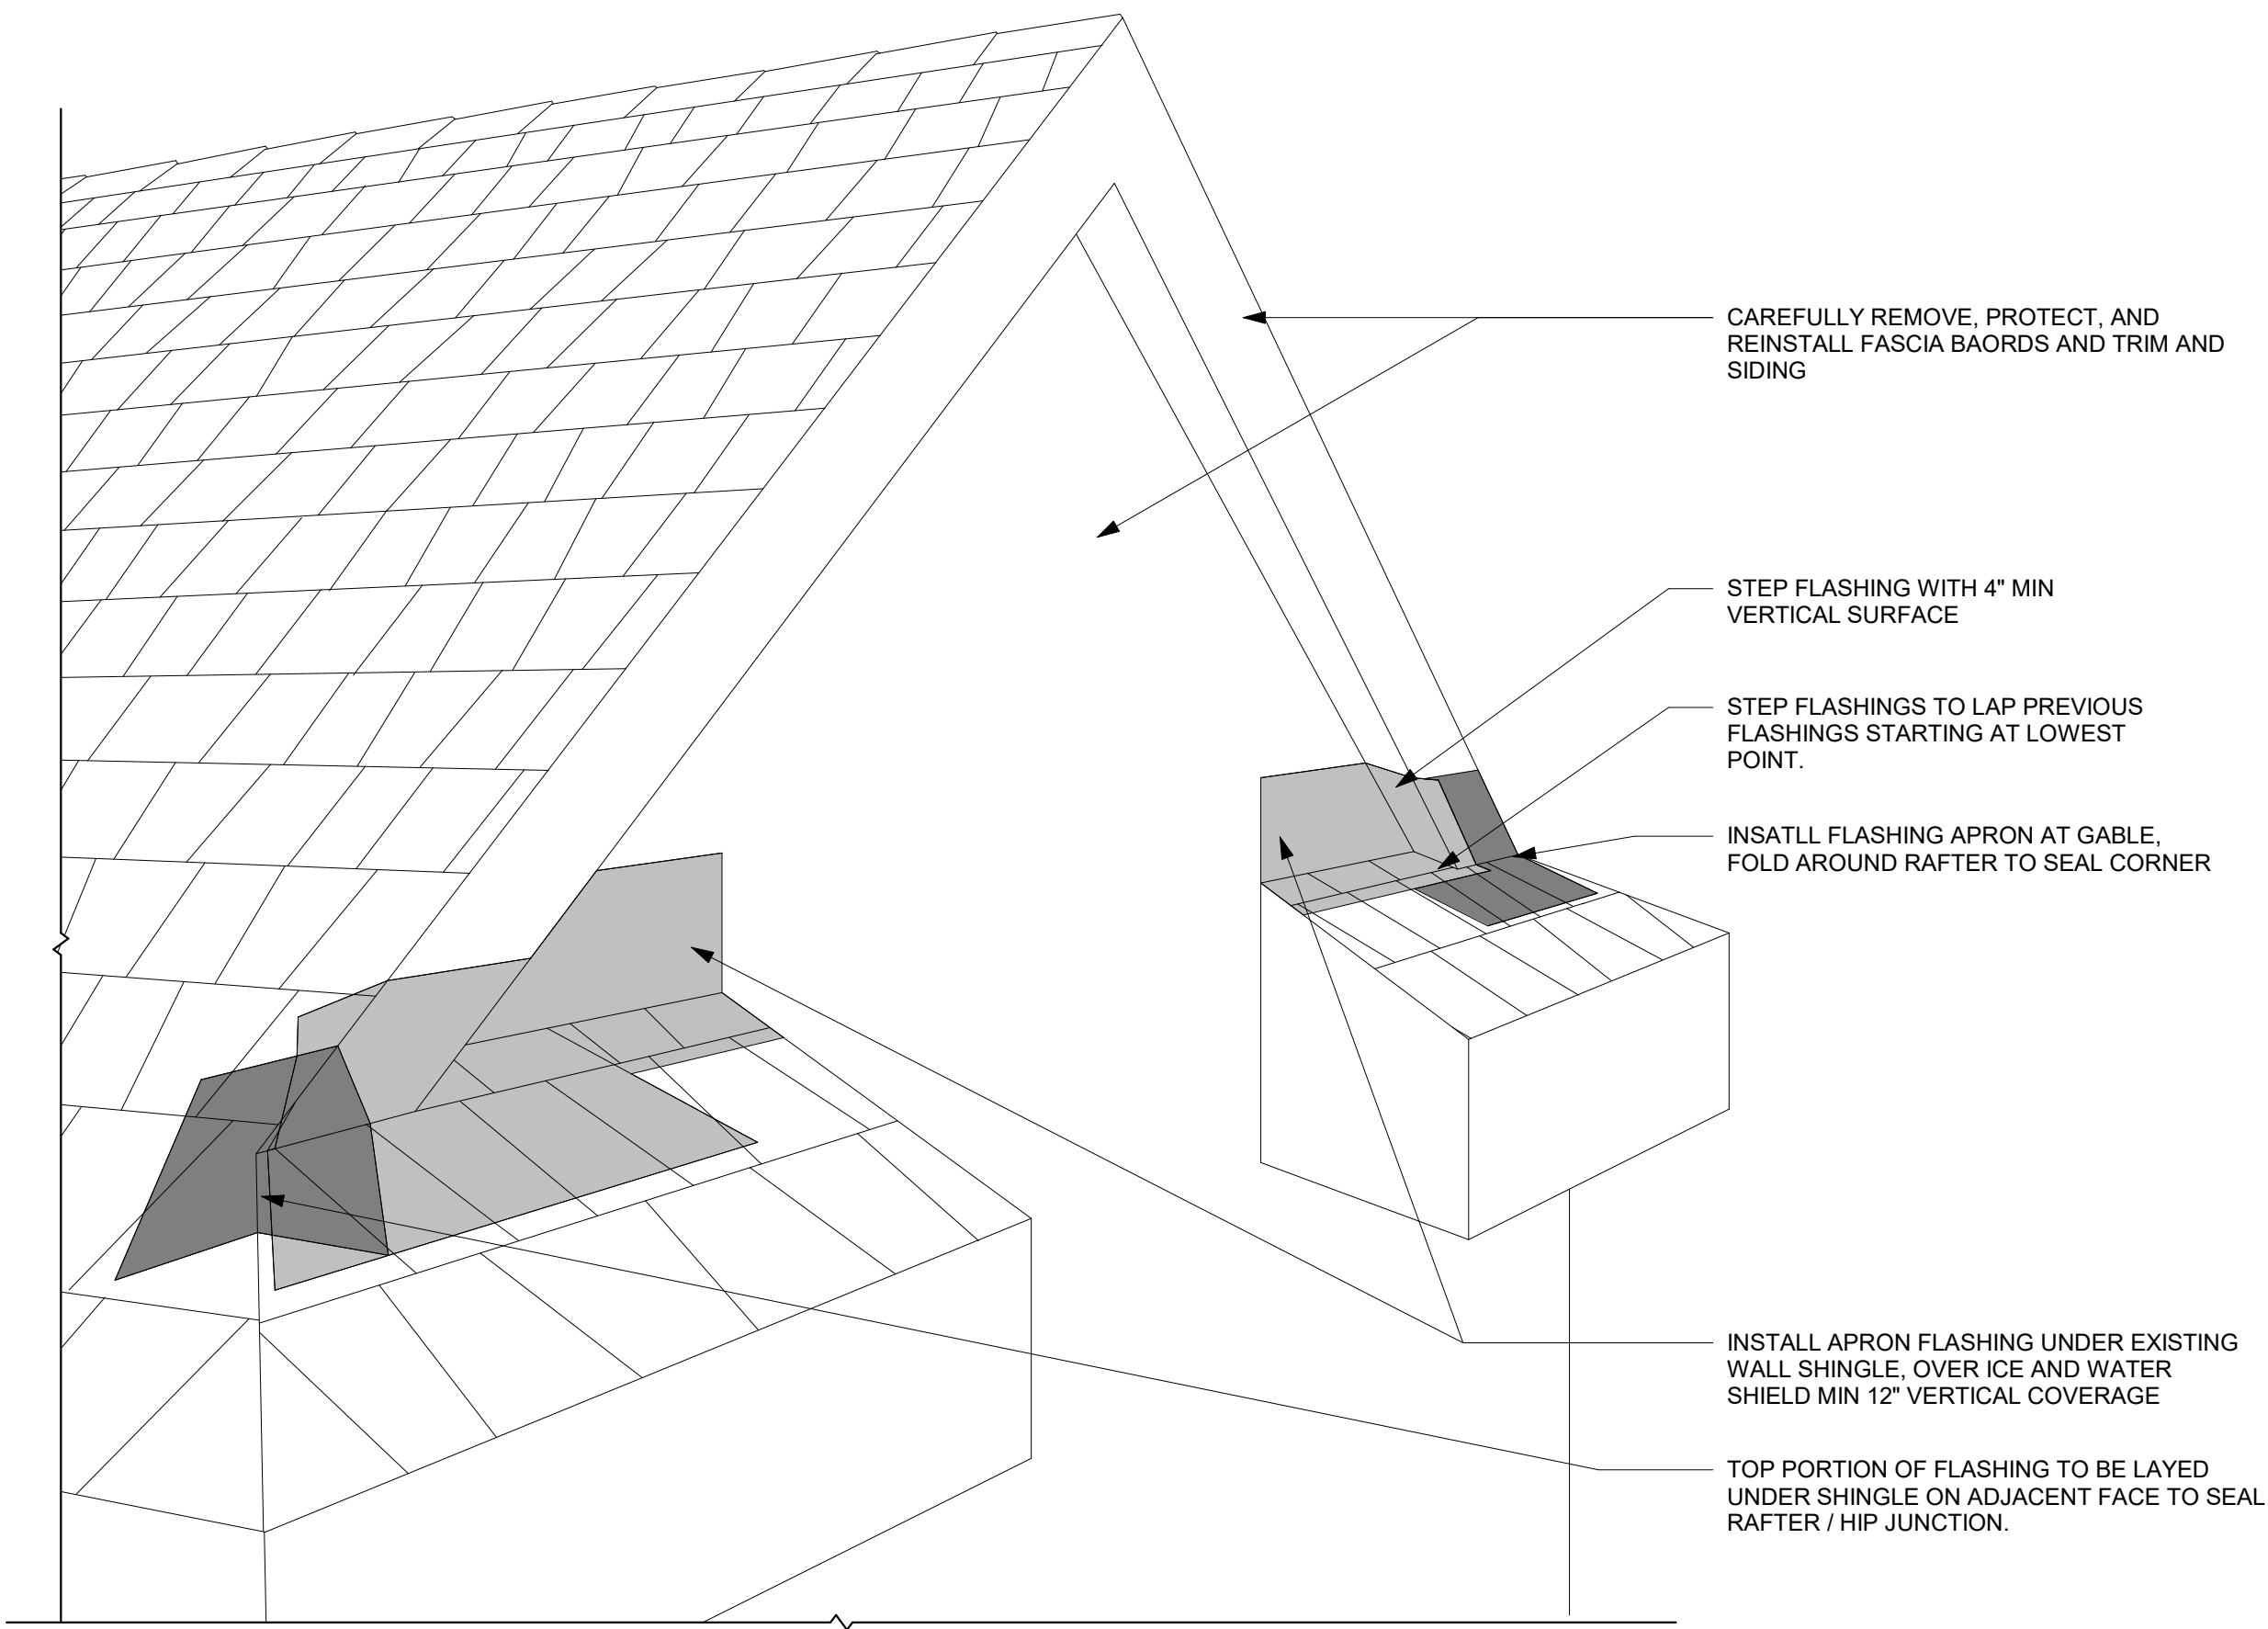 CAREFULLY REMOVE, PROTECT, AND
REINSTALL FASCIA BAORDS AND TRIM AND
SIDING
STEP FLASHING WITH 4" MIN
VERTICAL SURFACE
STEP FLASHINGS TO LAP PREVIOUS
FLASHINGS STARTING AT LOWEST
POINT.
INSATLL FLASHING APRON AT GABLE,
FOLD AROUND RAFTER TO SEAL CORNER
INSTALL APRON FLASHING UNDER EXISTING
WALL SHINGLE, OVER ICE AND WATER
SHIELD MIN 12" VERTICAL COVERAGE
TOP PORTION OF FLASHING TO BE LAYED
UNDER SHINGLE ON ADJACENT FACE TO SEAL
RAFTER / HIP JUNCTION.